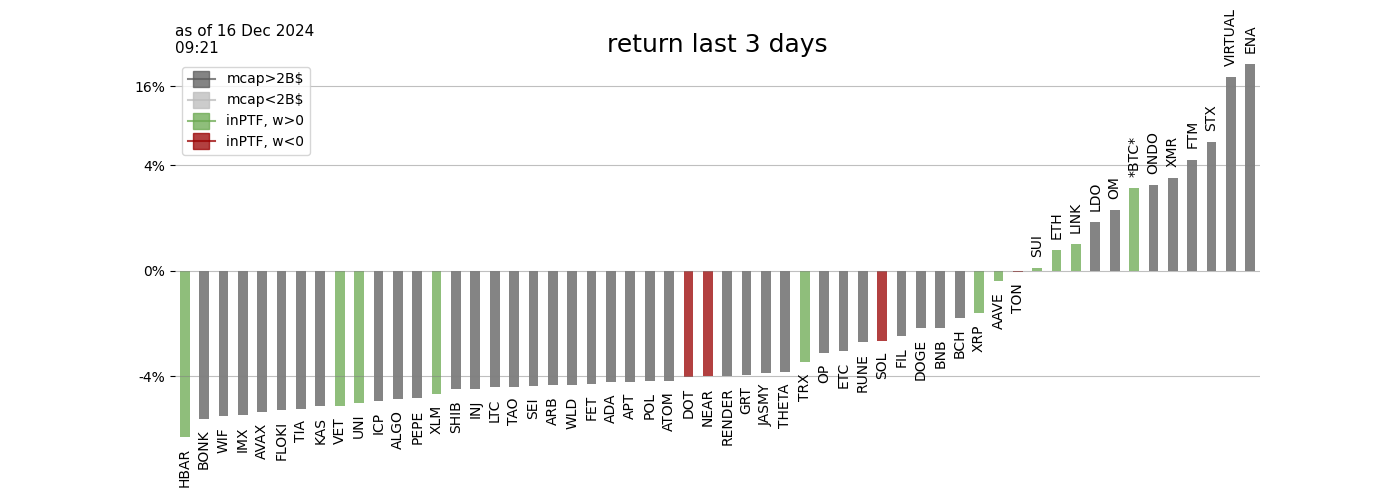 as of 16 Dec 2024
09:21
return last 3 days
mcap>2B$
mcap<2B$
inPTF, w>0
inPTF, w<0
16%
4%
0%
-4%
HBAR
BONK
WIF
IMX
AVAX
FLOKI
TIA
KAS
VET
UNI
ICP
ALGO
PEPE
XLM
SHIB
INJ
LTC
TAO
SEI
ARB
WLD
FET
ADA
APT
POL
ATOM
DOT
NEAR
RENDER
GRT
JASMY
THETA
TRX
OP
ETC
RUNE
SOL
FIL
DOGE
BNB
BCH
XRP
AAVE
TON
SUI
ETH
LINK
LDO
OM
*BTC*
ONDO
XMR
FTM
STX
VIRTUAL
ENA